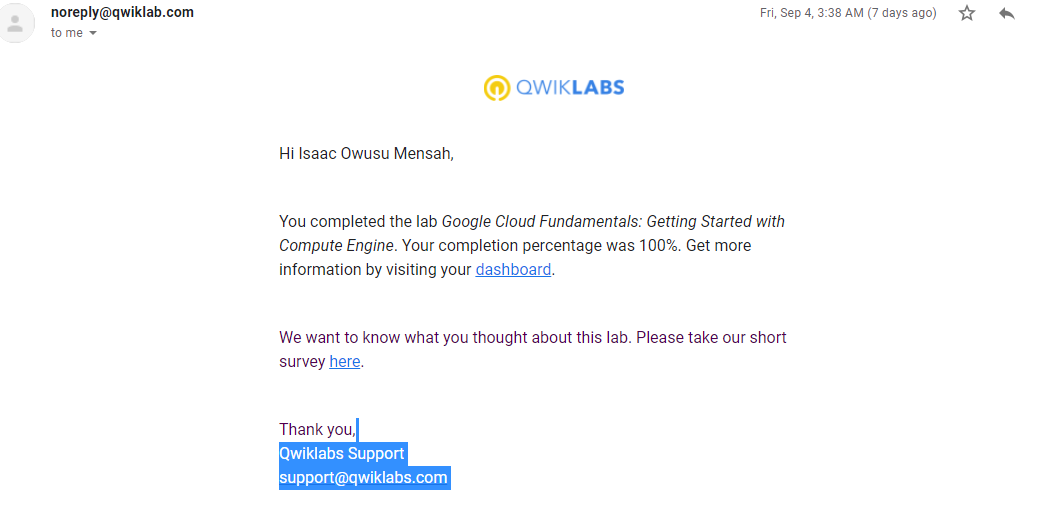 noreply@qwiklab.com
Fri, Sep 4, 3:38 AM (7 days ago)
to me
QWIKLABS
Hi Isaac Owusu Mensah,
You completed the lab Google Cloud Fundamentals: Getting Started with
Compute Engine. Your completion percentage was 100%. Get more
information by visiting your dashboard.
We want to know what you thought about this lab. Please take our short
survey here.
Thank you,
Qwiklabs Support
support@qwiklabs.com